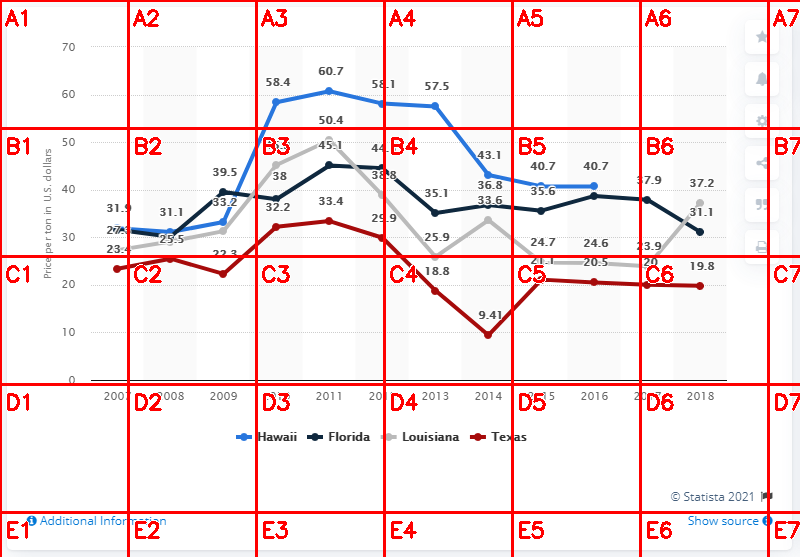 A1 A2 A3 A4 A5 A6 A7
70
60
58.4 60.7 58.1 57.5
50.4
B1 B2 B3 B4 B5 B6 B7
50
40
30
Price per ton in U.S. dollars
45.1 43.1
39.5 38 38.8 40.7 40.7 37.9 37.2
36.8
35.1 33.6 35.6
31.9 31.1 33.2 32.2 33.4 31.1
29.9
25.9 24.7 24.6 23.9
25.5
23.4 22.3
C1 C2 C3 C4 C5 C6 C7
20
10
0
18.8 21.1 20.5 20 19.8
9.41
2007 2008 2009 2011 2013 2014 2015 2016 2017 2018
D1 D2 D3 D4 D5 D6 D7
Hawaii Florida Louisiana Texas
© Statista 2021
E1 E2 E3 E4 E5 E6 E7
Additional Information Show source